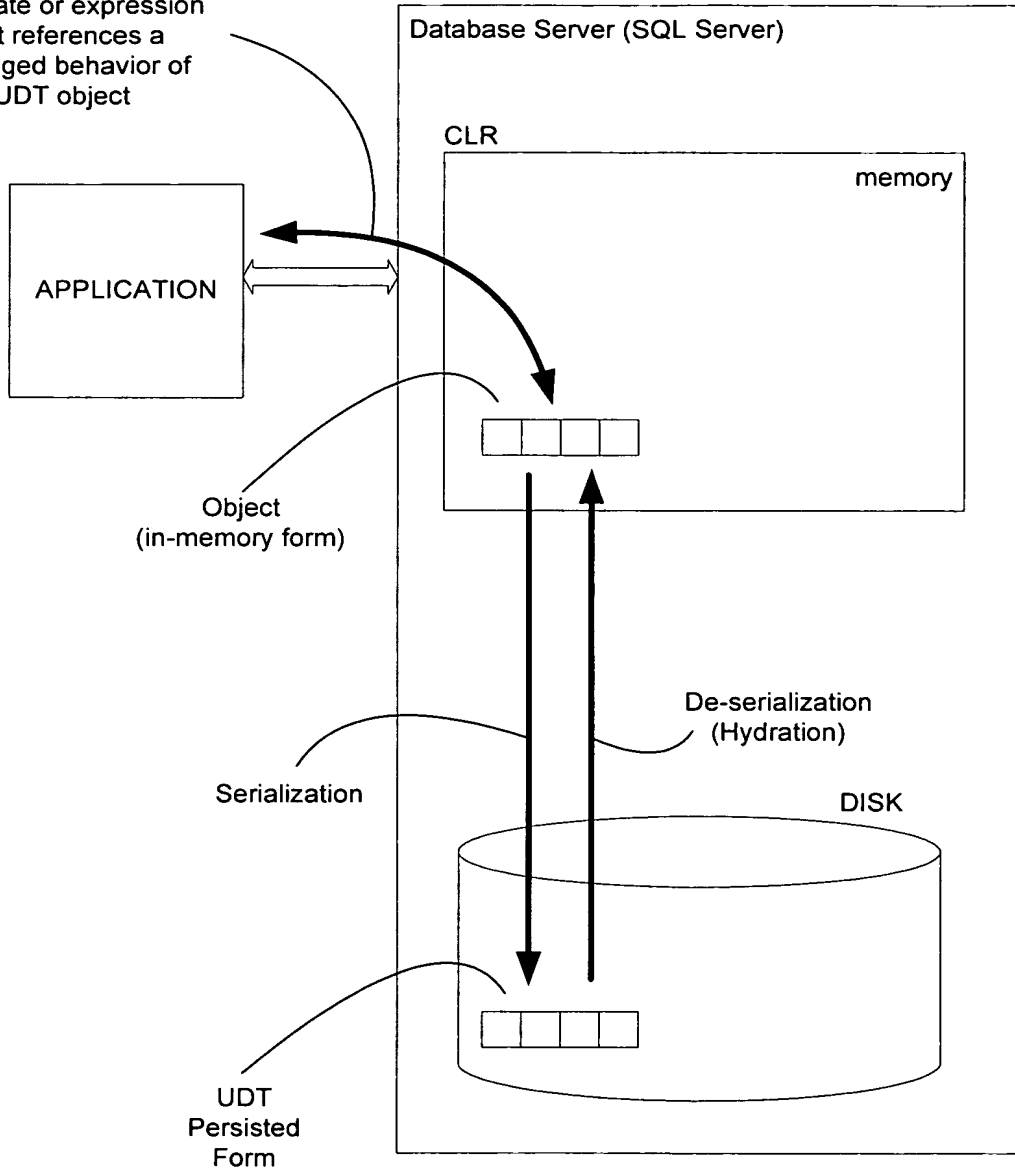 ate or expression
t references a
ged behavior of
UDT object
Database Server (SQL Server)
CLR
memory
APPLICATION
Object
(in-memory form)
De-serialization
(Hydration)
Serialization
DISK
UDT
Persisted
Form